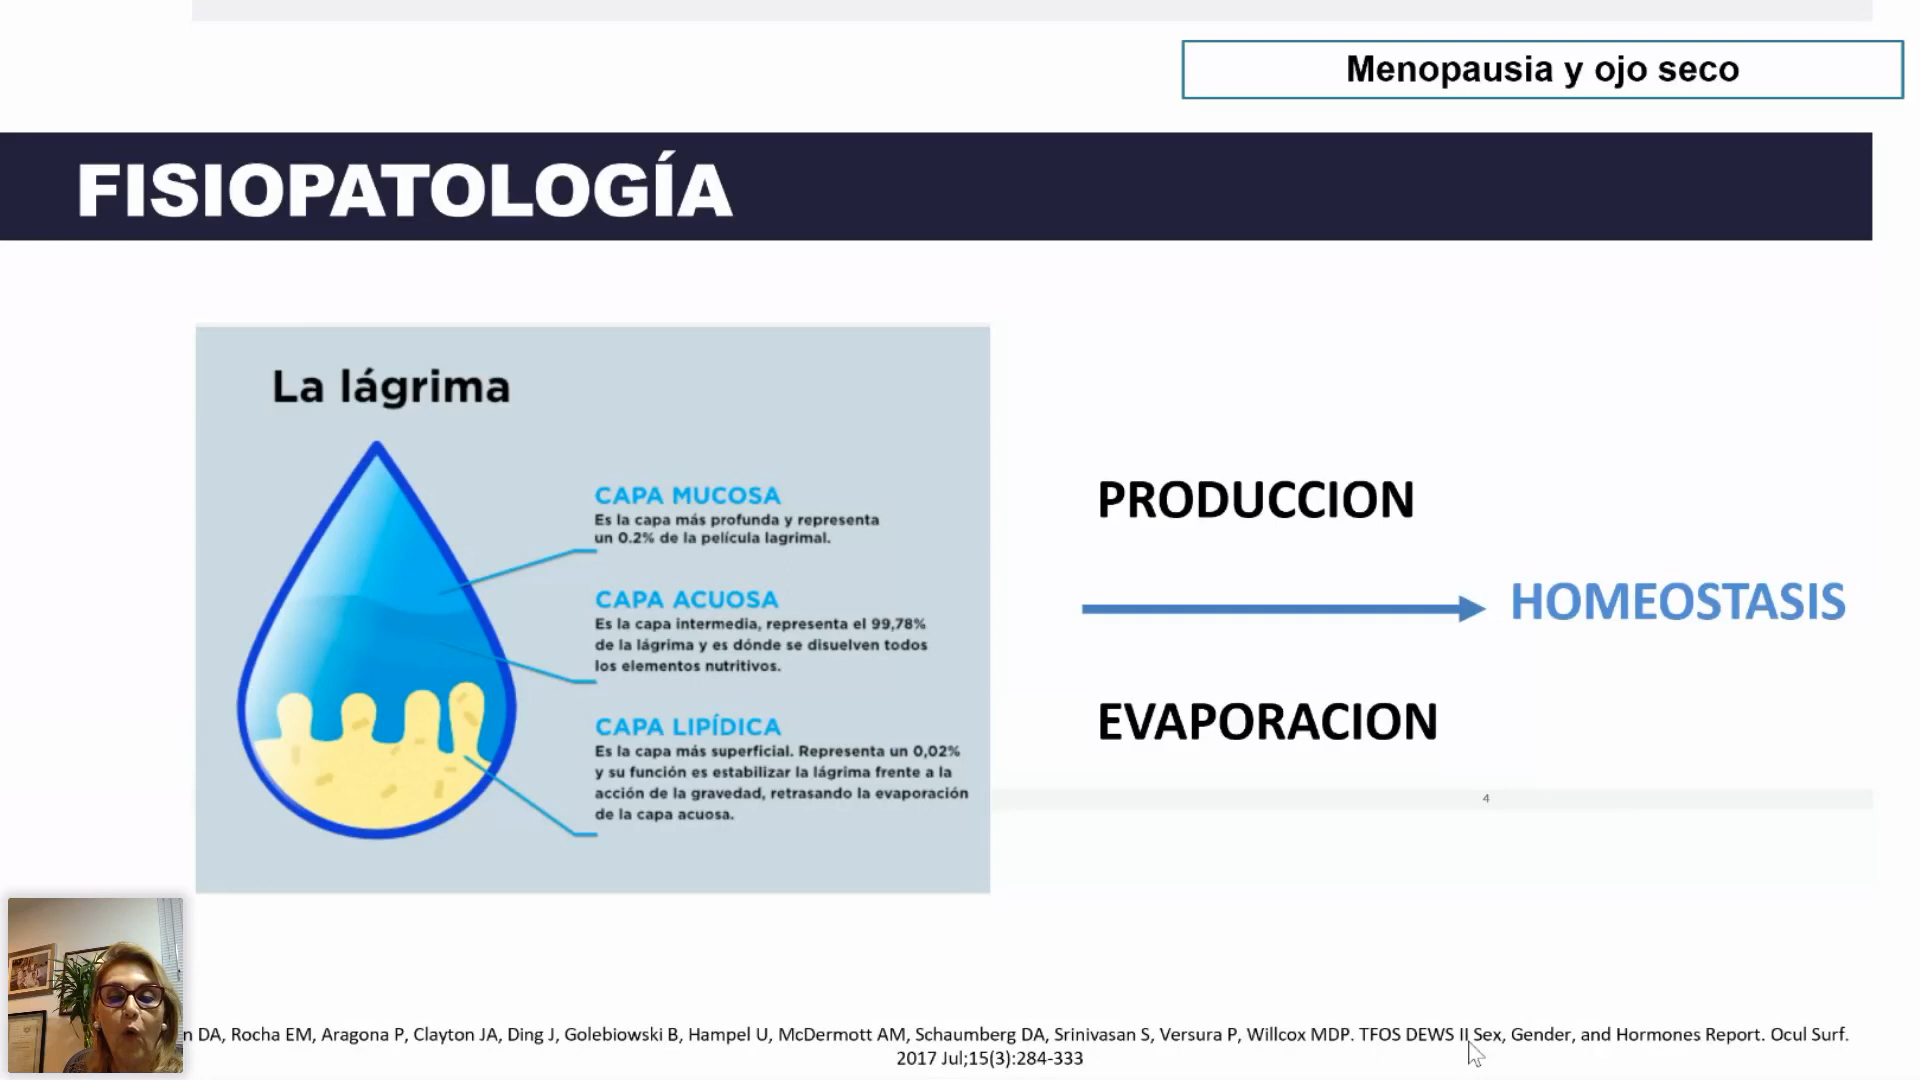 Menopausia y ojo seco
FISIOPATOLOGÍA
La lágrima
CAPA MUCOSA
Es la capa más profunda y representa
un 0.2% de la película lagrimal.
CAPA ACUOSA
Es la capa intermedia, representa el 99,78%
de la lágrima y es dónde se disuelven todos
los elementos nutritivos.
CAPA LIPÍDICA
Es la capa más superficial. Representa un 0,02%
y su función es estabilizar la lágrima frente a la
acción de la gravedad, retrasando la evaporación
de la capa acuosa.
PRODUCCION
HOMEOSTASIS
EVAPORACION
4
DA, Rocha EM, Aragona P, Clayton JA, Ding J, Golebiowski B, Hampel U, McDermott AM, Schaumberg DA, Srinivasan S, Versura P, Willcox MDP. TFOS DEWS II Sex, Gender, and Hormones Report. Ocul Surf.
2017 Jul;15(3):284-333